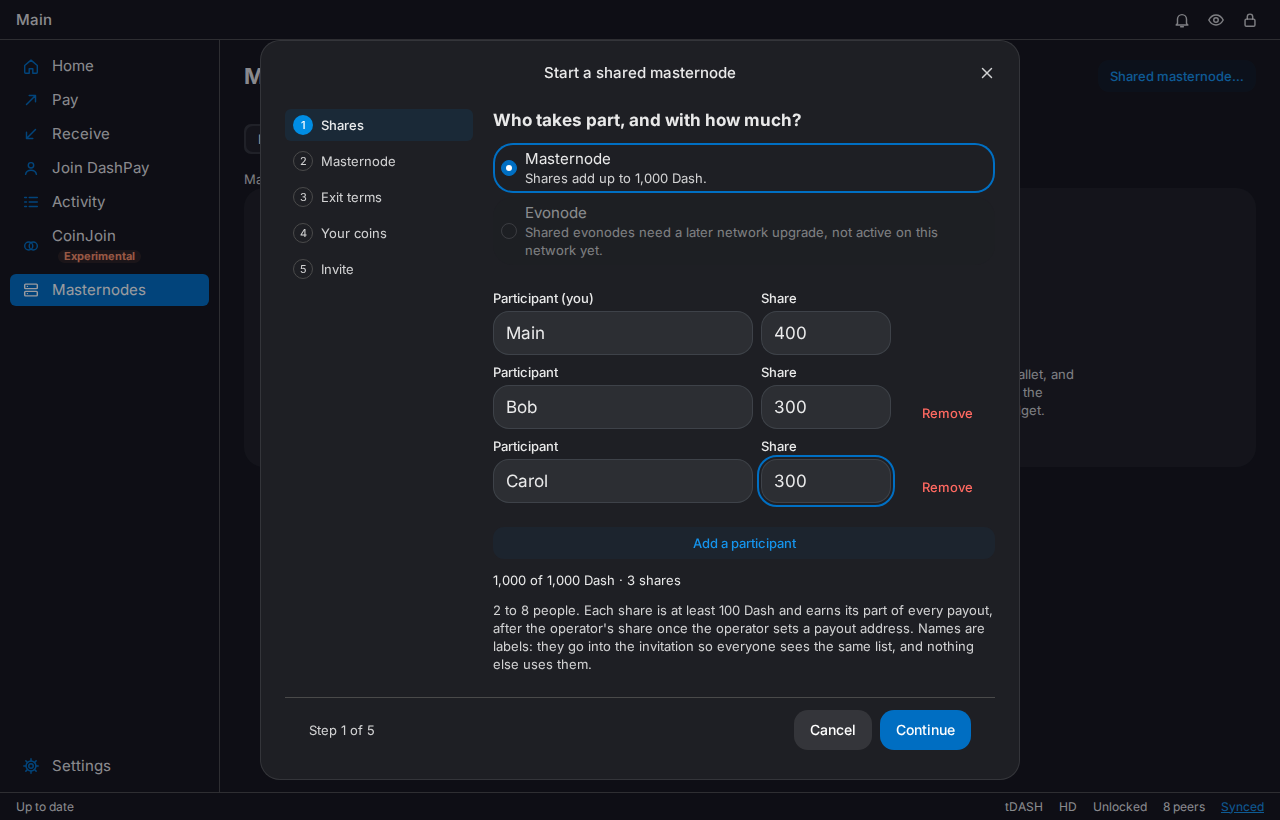 Main
Home
Pay
Receive
Join DashPay
Activity
CoinJoin
Experimental
Masternodes
Settings
Shared masternode...
allet, and
the
get.
Start a shared masternode
1 Shares
2 Masternode
3 Exit terms
4 Your coins
5 Invite
Who takes part, and with how much?
Masternode
Shares add up to 1,000 Dash.
Evonode
Shared evonodes need a later network upgrade, not active on this
network yet.
Participant (you) Share
Main 400
Participant Share
Bob 300 Remove
Participant Share
Carol 300 Remove
Add a participant
1,000 of 1,000 Dash · 3 shares
2 to 8 people. Each share is at least 100 Dash and earns its part of every payout,
after the operator's share once the operator sets a payout address. Names are
labels: they go into the invitation so everyone sees the same list, and nothing
else uses them.
Step 1 of 5 Cancel Continue
Up to date tDASH HD Unlocked 8 peers Synced